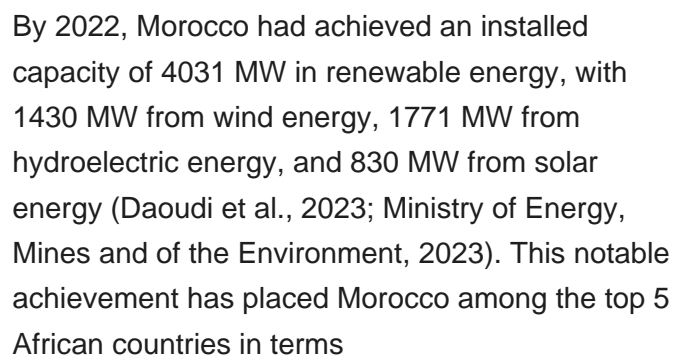 By 2022, Morocco had achieved an installed
capacity of 4031 MW in renewable energy, with
1430 MW from wind energy, 1771 MW from
hydroelectric energy, and 830 MW from solar
energy (Daoudi et al., 2023; Ministry of Energy,
Mines and of the Environment, 2023). This notable
achievement has placed Morocco among the top 5
African countries in terms